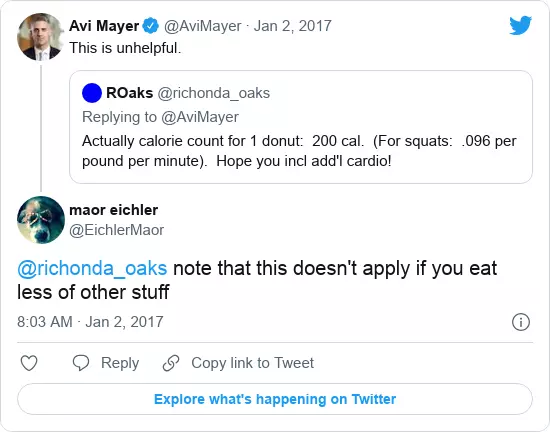 Avi Mayer @AviMayer · Jan 2, 2017
This is unhelpful.
ROaks @richonda_oaks
Replying to @AviMayer
Actually calorie count for 1 donut:  200 cal.  (For squats:  .096 per
pound per minute).  Hope you incl add'l cardio!
maor eichler
@EichlerMaor
@richonda_oaks note that this doesn't apply if you eat
less of other stuff
8:03 AM · Jan 2, 2017
Reply Copy link to Tweet
Explore what's happening on Twitter